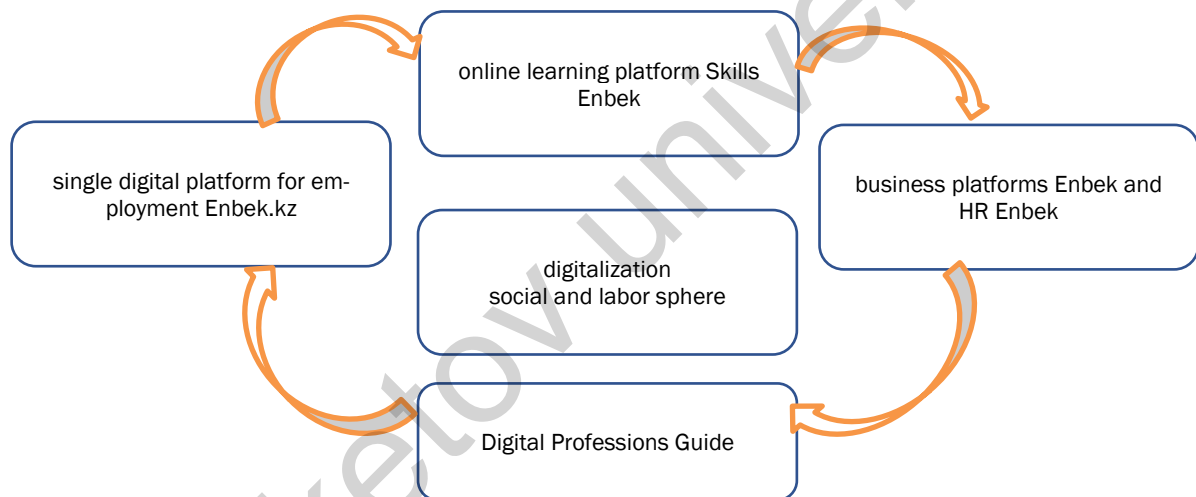 online learning platform Skills
Enbek
single digital platform for em-
ployment Enbek.kz
business platforms Enbek and
HR Enbek
digitalization
social and labor sphere
Digital Professions Guide